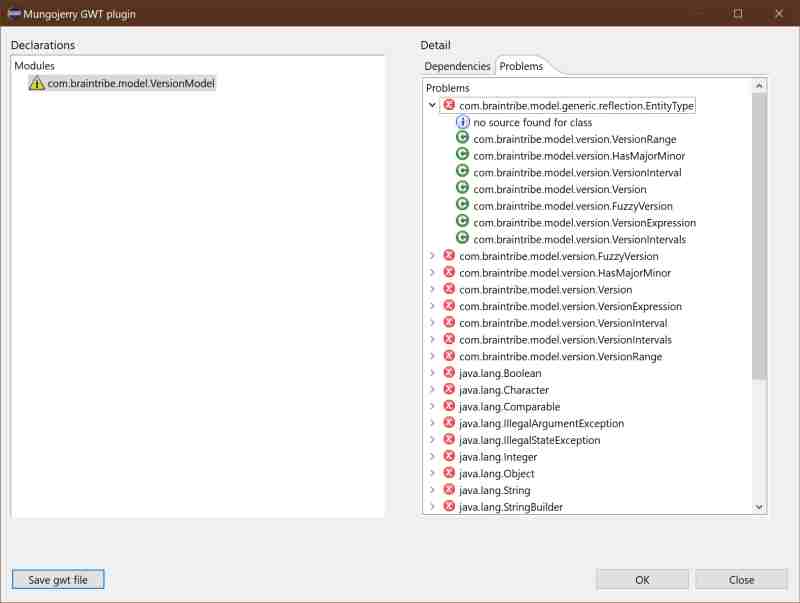 Mungojerry GWT plugin
Declarations
Modules
com.braintribe.model.VersionModel
Detail
Dependencies
Problems
Problems
com.braintribe.model.generic.reflection.EntityType
no source found for class
com.braintribe.model.version.VersionRange
com.braintribe.model.version.HasMajorMinor
com.braintribe.model.version.VersionInterval
com.braintribe.model.version.Version
com.braintribe.model.version.FuzzyVersion
com.braintribe.model.version.VersionExpression
com.braintribe.model.version.VersionIntervals
com.braintribe.model.version.FuzzyVersion
com.braintribe.model.version.HasMajorMinor
com.braintribe.model.version.Version
com.braintribe.model.version.VersionExpression
com.braintribe.model.version.VersionInterval
com.braintribe.model.version.VersionIntervals
com.braintribe.model.version.VersionRange
java.lang.Boolean
java.lang.Character
java.lang.Comparable
java.lang.IllegalArgumentException
java.lang.IllegalStateException
java.lang.Integer
java.lang.Object
java.lang.String
java.lang.StringBuilder
Save gwt file
OK
Close